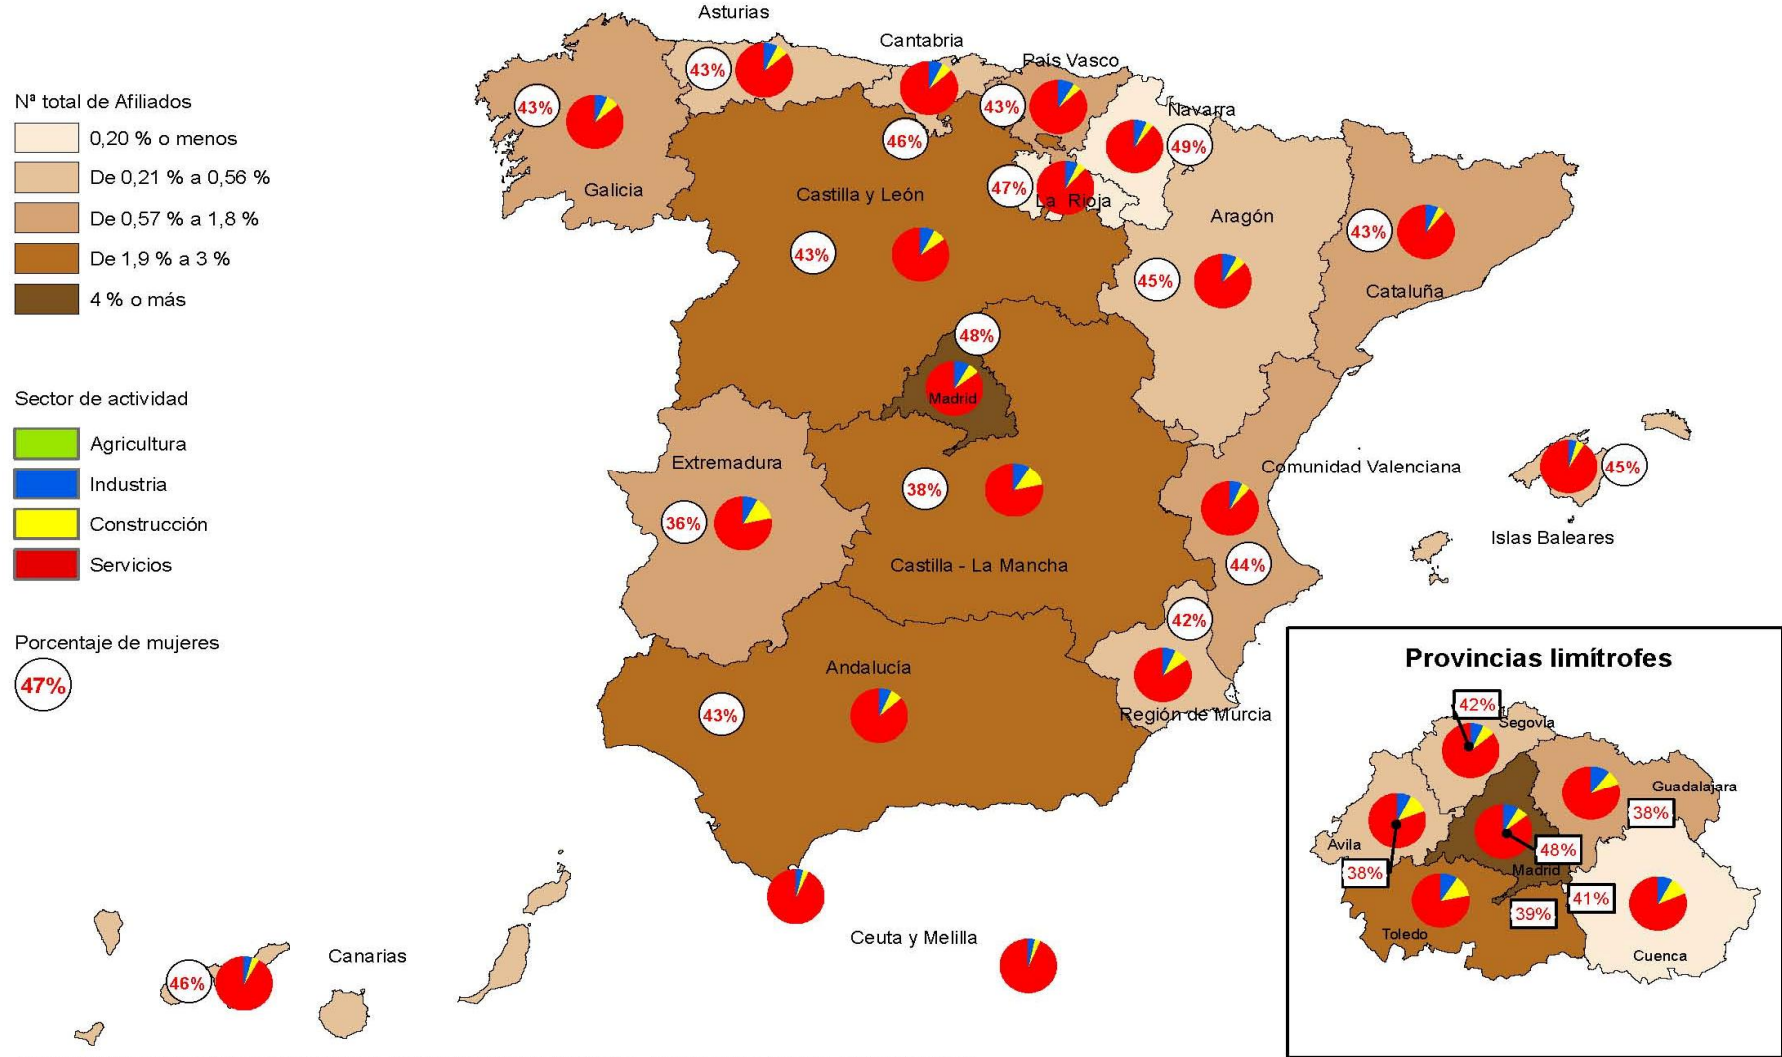 Nª total de Afiliados
0,20 % o menos
De 0,21 % a 0,56 %
De 0,57 % a 1,8 %
De 1,9 % a 3 %
4 % o más
Sector de actividad
Agricultura
Industria
Construcción
Servicios
Porcentaje de mujeres
47%
Asturias
43%
Cantabria
46%
País Vasco
43%
Navarra
49%
43%
Galicia
47%
La Rioja
Castilla y León
43%
Aragón
45%
43%
Cataluña
48%
Madrid
Extremadura
36%
38%
Castilla - La Mancha
Comunidad Valenciana
44%
45%
Islas Baleares
42%
Región de Murcia
Andalucía
43%
Ceuta y Melilla
Canarias
46%
Provincias limítrofes
42%
Segovia
Guadalajara
38%
Avila
38%
48%
Madrid
41%
39%
Toledo
Cuenca